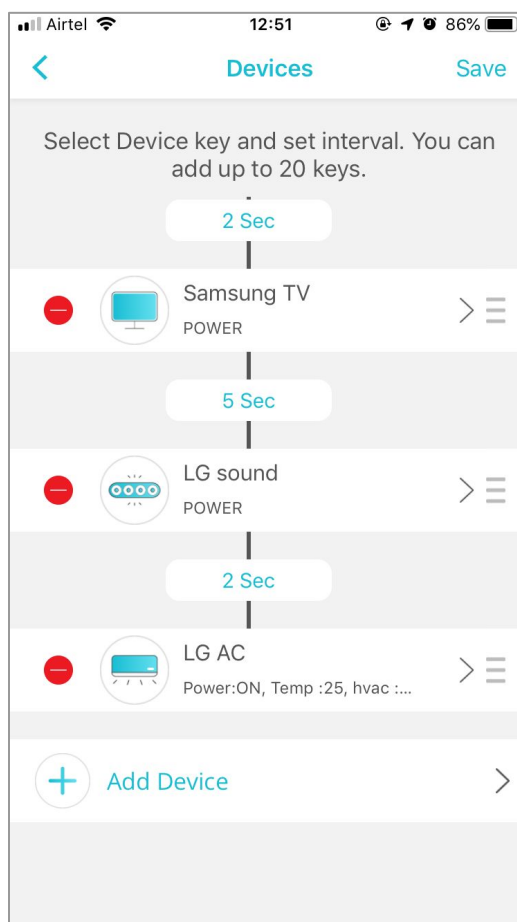 Airtel 12:51 86%
Devices Save
Select Device key and set interval. You can
add up to 20 keys.
2 Sec
Samsung TV
POWER
5 Sec
LG sound
POWER
2 Sec
LG AC
Power:ON, Temp :25, hvac :...
Add Device